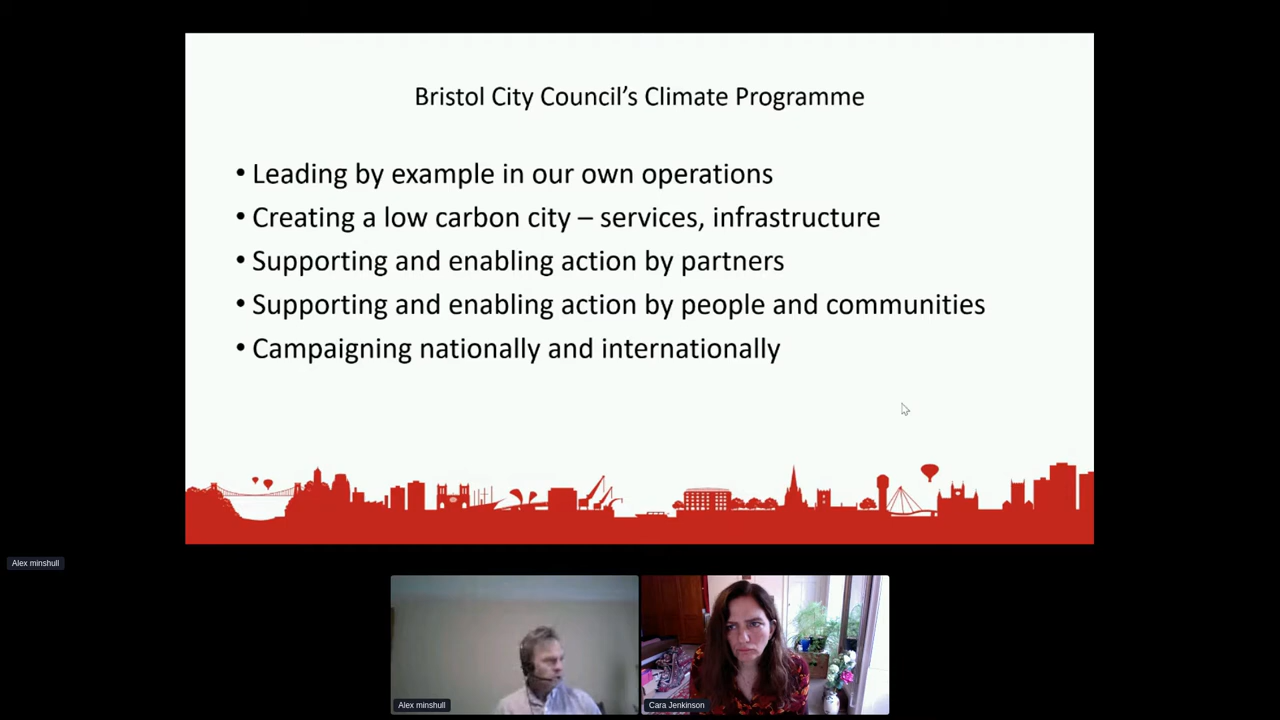 Bristol City Council’s Climate Programme
• Leading by example in our own operations
• Creating a low carbon city – services, infrastructure
• Supporting and enabling action by partners
• Supporting and enabling action by people and communities
• Campaigning nationally and internationally
Alex minshull
Alex minshull
Cara Jenkinson